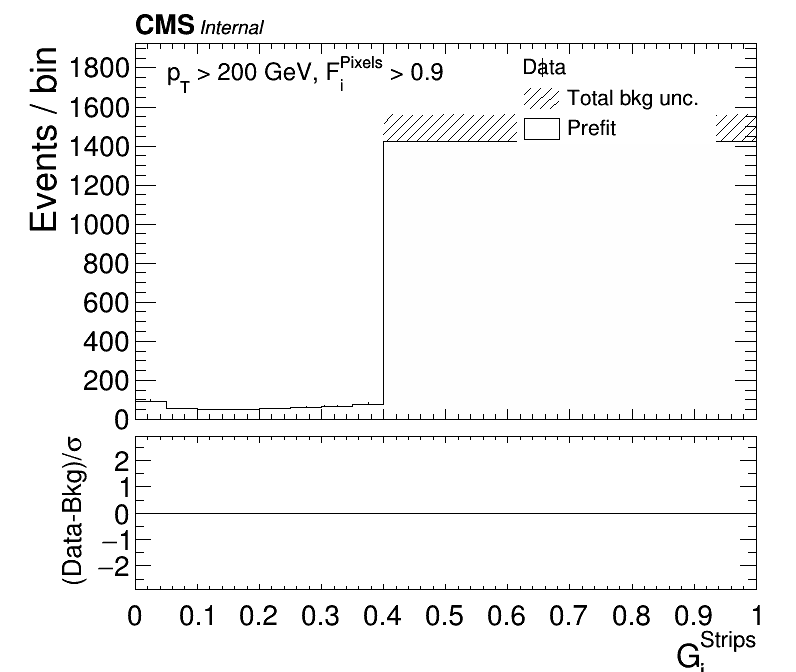 CMS Internal
Events / bin
p_T > 200 GeV, F_i^Pixels > 0.9
Data
Total bkg unc.
Prefit
1800
1600
1400
1200
1000
800
600
400
200
0
(Data-Bkg)/σ
2
1
0
−1
−2
0 0.1 0.2 0.3 0.4 0.5 0.6 0.7 0.8 0.9 1
G_i^Strips